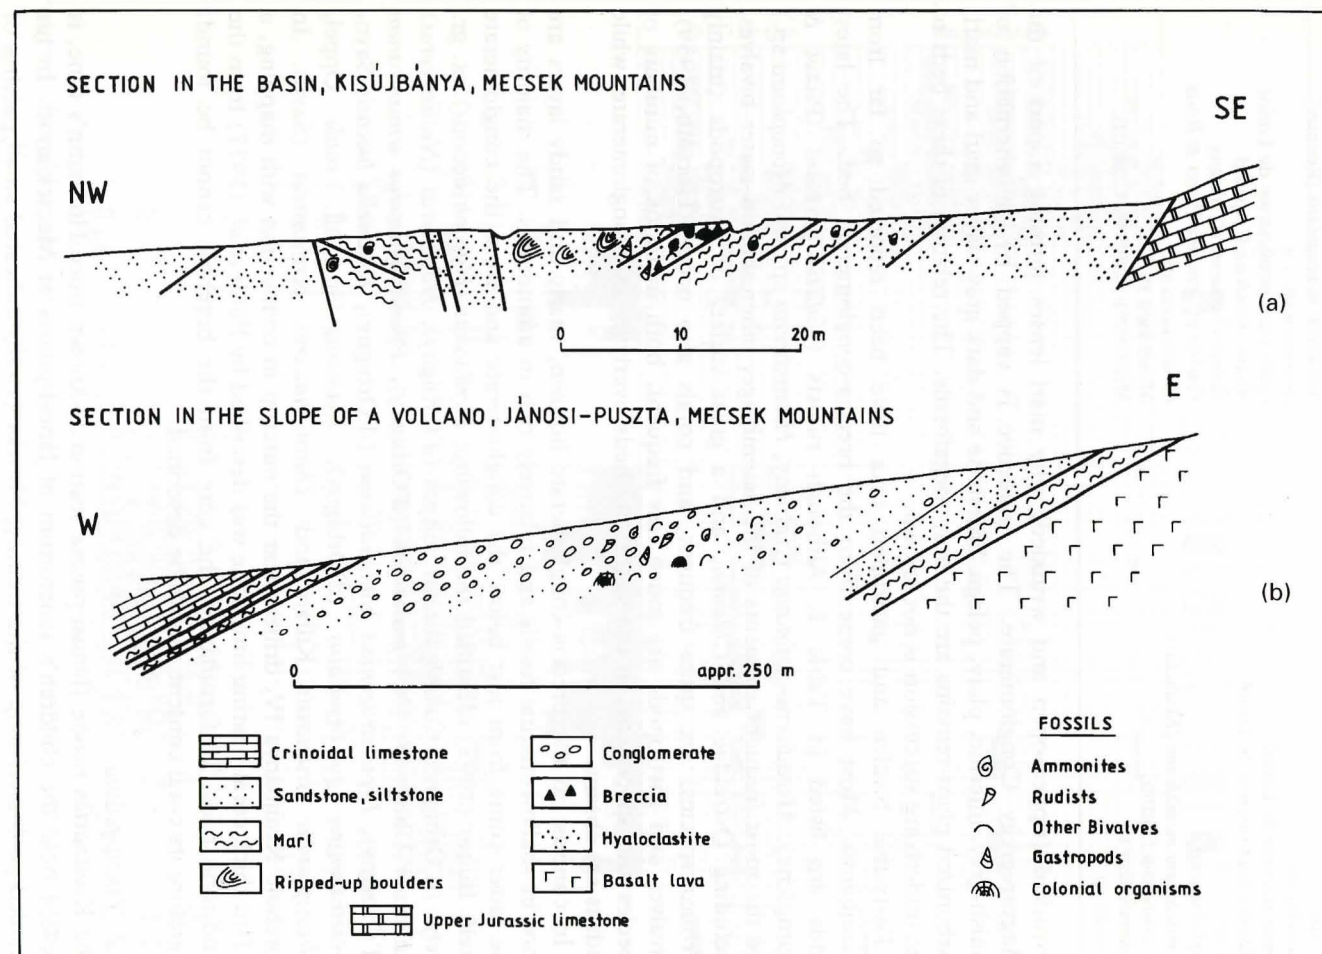 SECTION IN THE BASIN, KISÚJBÁNYA, MECSEK MOUNTAINS
SE
NW
(a)
0 10 20 m
SECTION IN THE SLOPE OF A VOLCANO, JÁNOSI-PUSZTA, MECSEK MOUNTAINS
E
W
(b)
0 appr. 250 m
Crinoidal limestone
Sandstone, siltstone
Marl
Ripped-up boulders
Upper Jurassic limestone
Conglomerate
Breccia
Hyaloclastite
Basalt lava
FOSSILS
Ammonites
Rudists
Other Bivalves
Gastropods
Colonial organisms